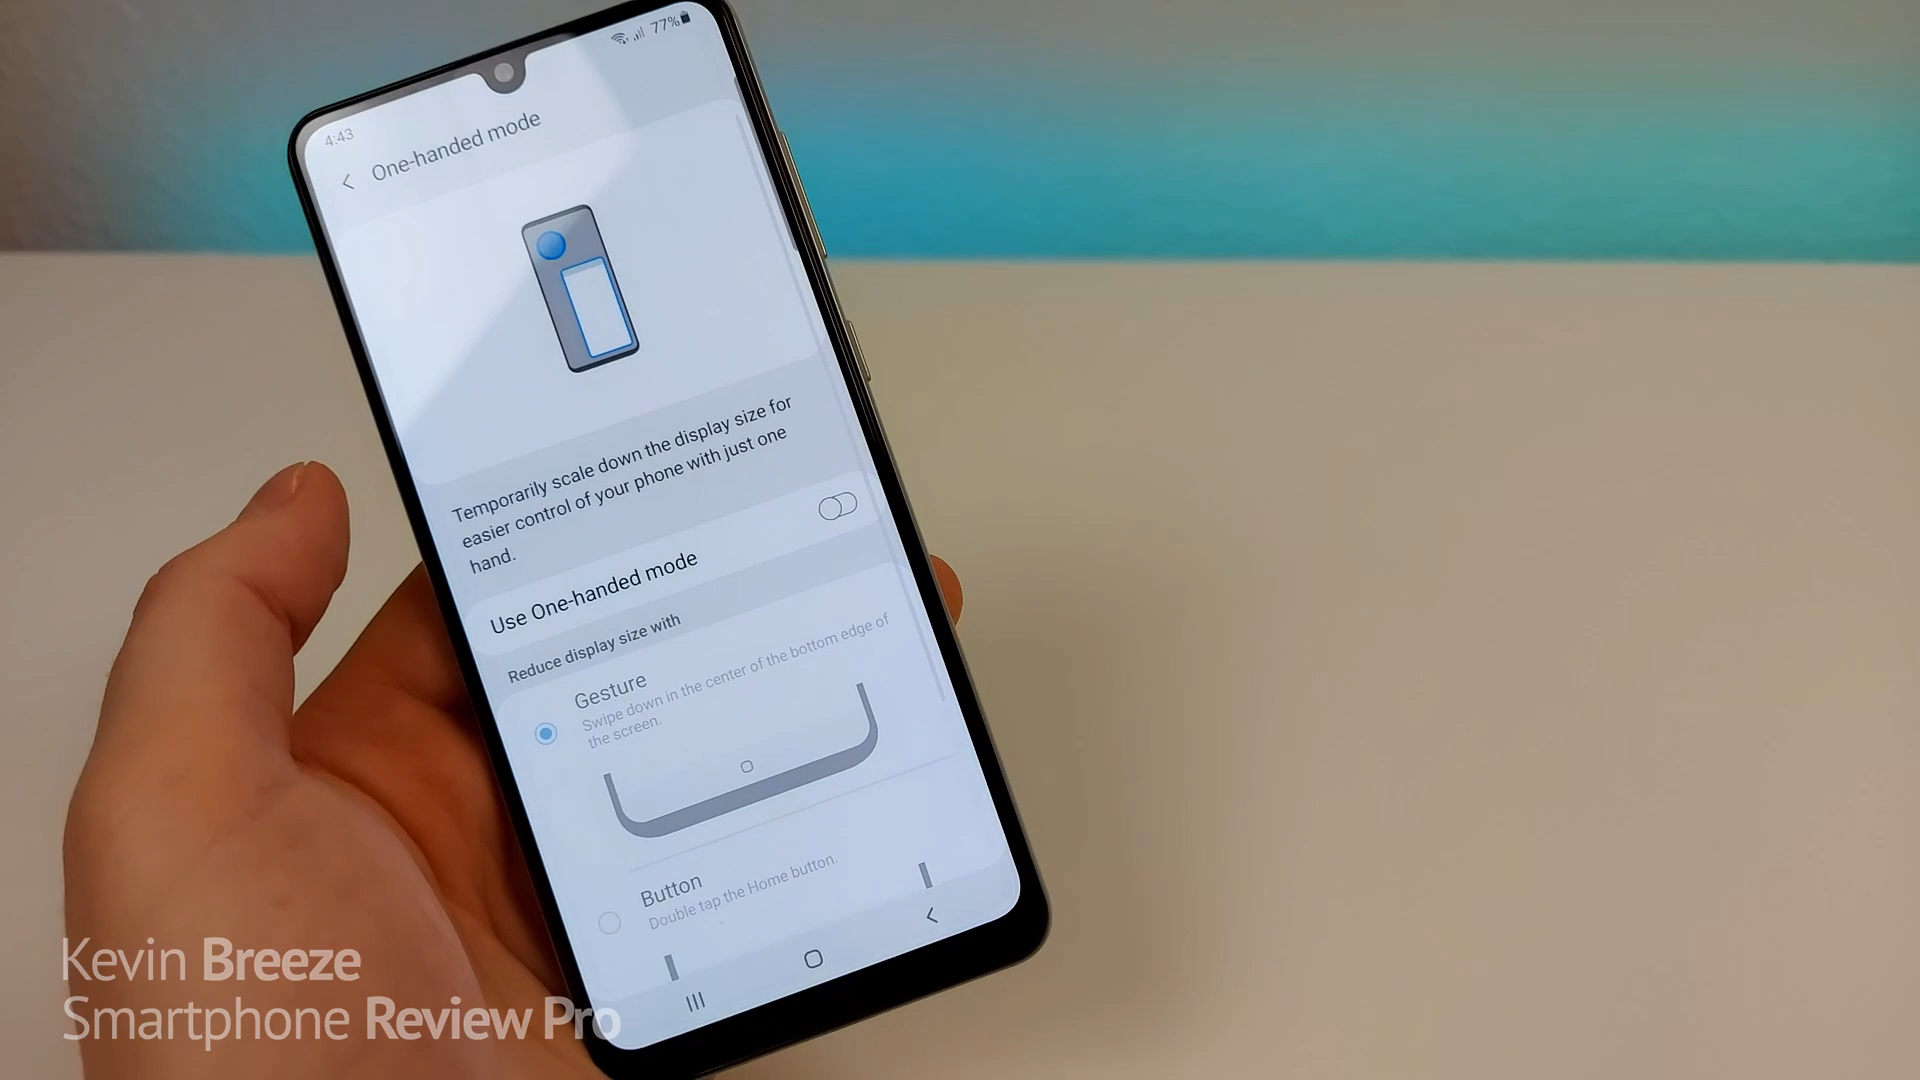 77%
4:43
One-handed mode
Temporarily scale down the display size for
easier control of your phone with just one
hand.
Use One-handed mode
Reduce display size with
Gesture
Swipe down in the center of the bottom edge of
the screen.
Button
Double tap the Home button.
Kevin Breeze
Smartphone Review Pro